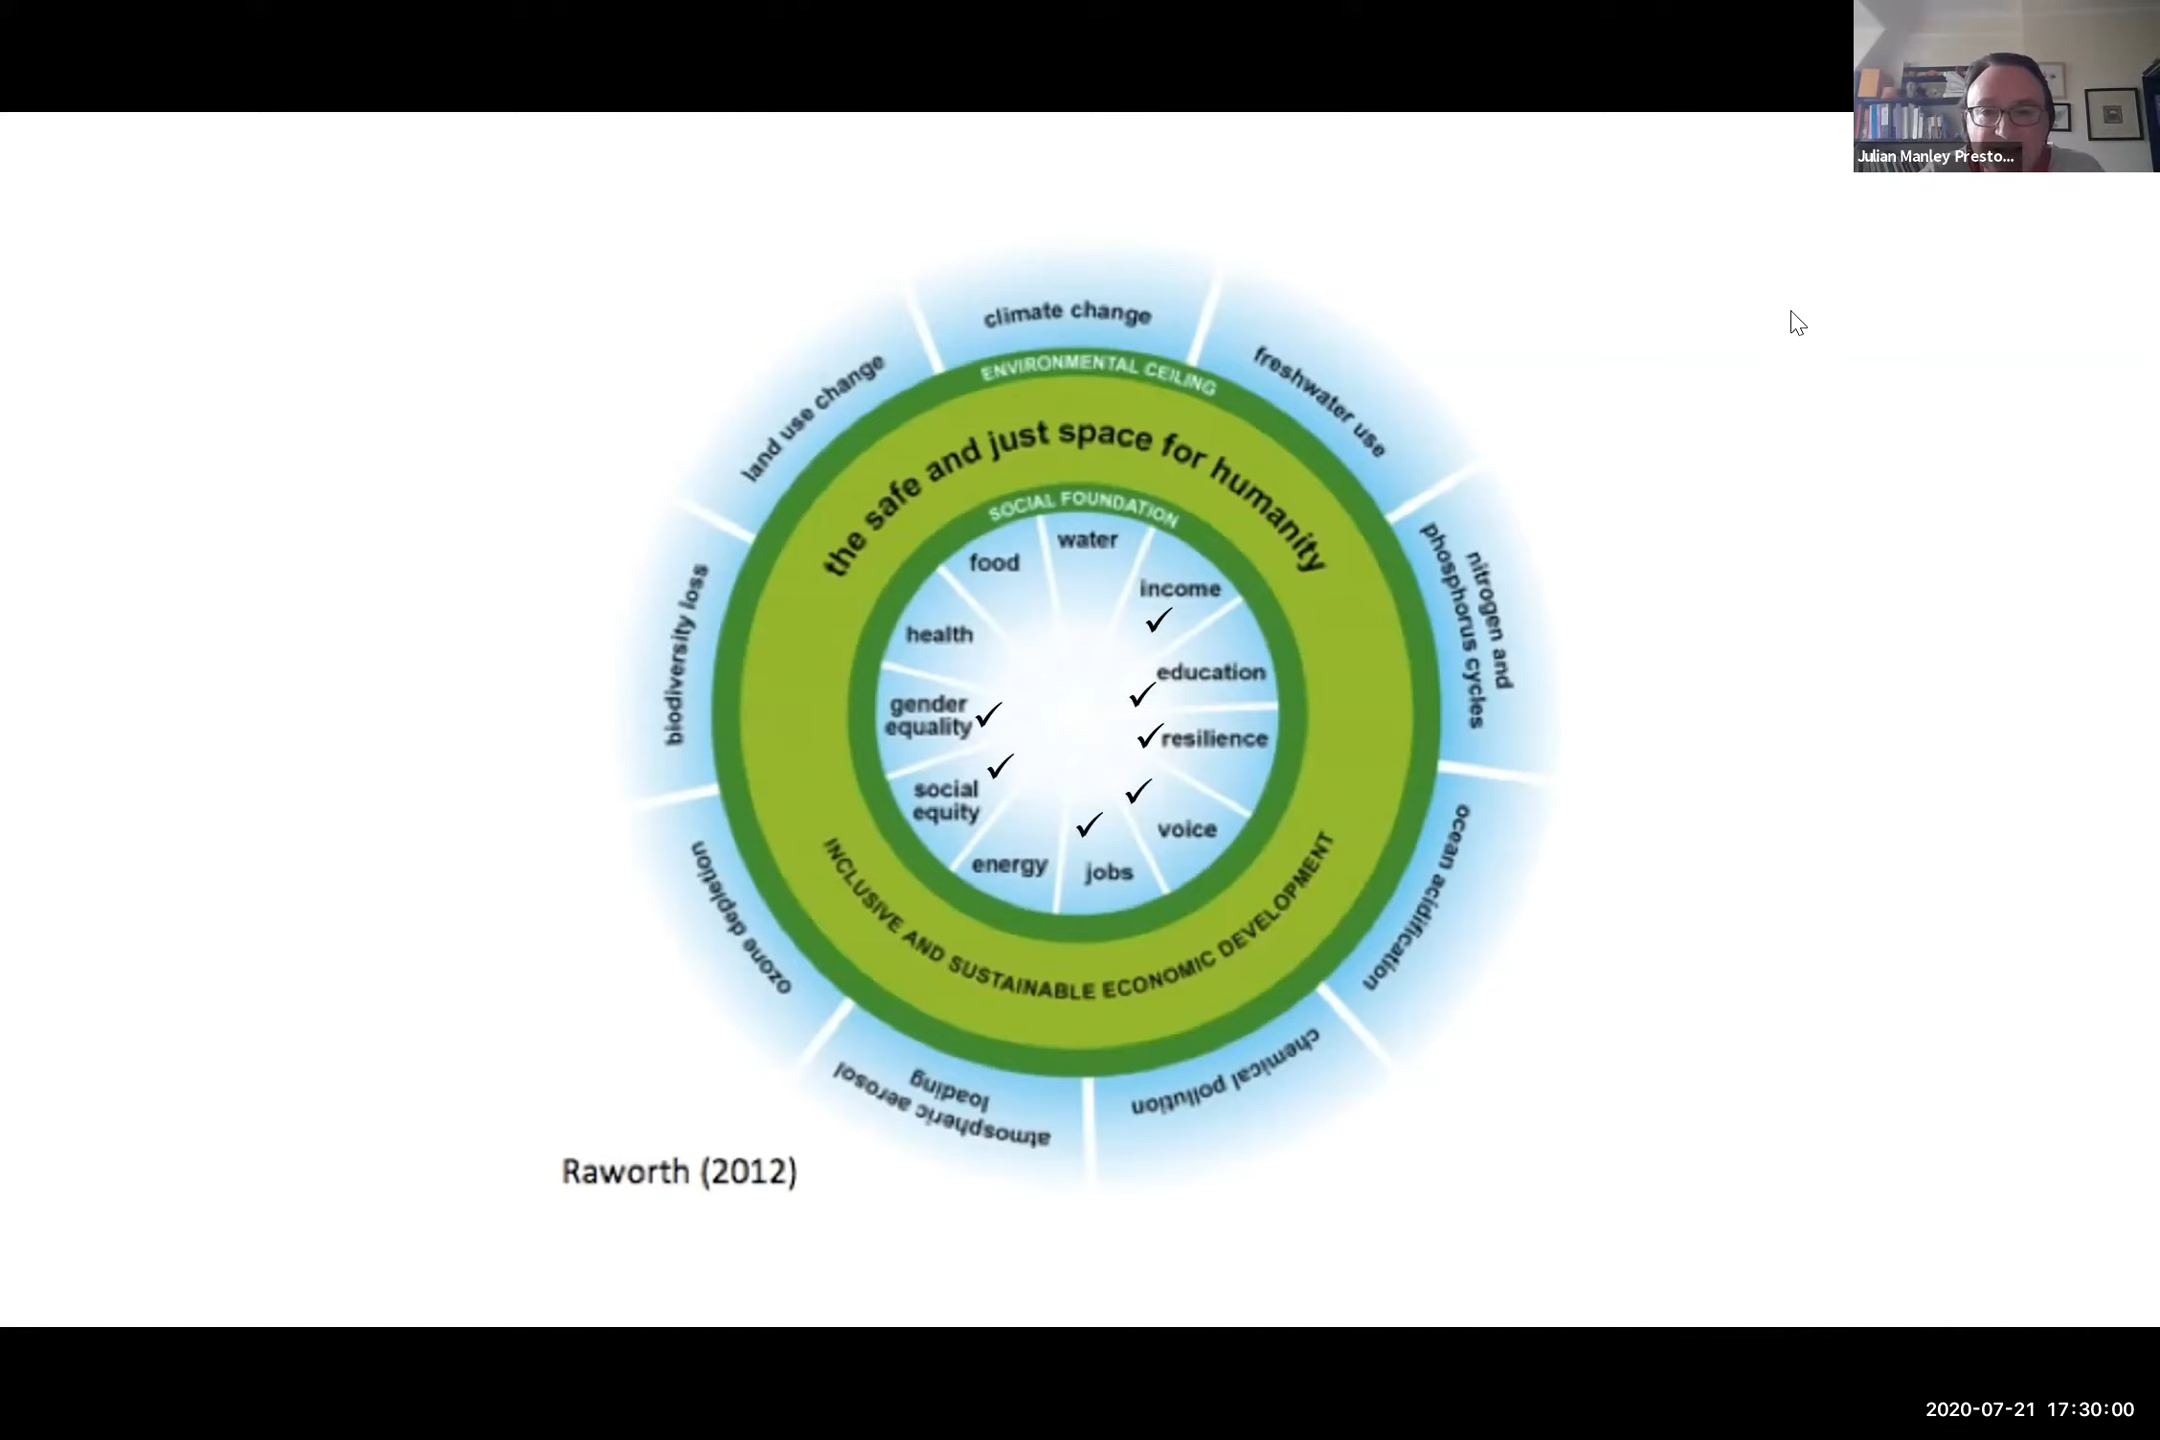 Julian Manley Presto...
climate change
freshwater use
nitrogen and
phosphorus cycles
ocean acidification
chemical pollution
atmospheric aerosol
loading
ozone depletion
biodiversity loss
land use change
ENVIRONMENTAL CEILING
the safe and just space for humanity
SOCIAL FOUNDATION
water
income
✓
education
✓
✓resilience
✓
voice
✓
jobs
energy
✓
social
equity
gender
equality ✓
health
food
INCLUSIVE AND SUSTAINABLE ECONOMIC DEVELOPMENT
Raworth (2012)
2020-07-21 17:30:00